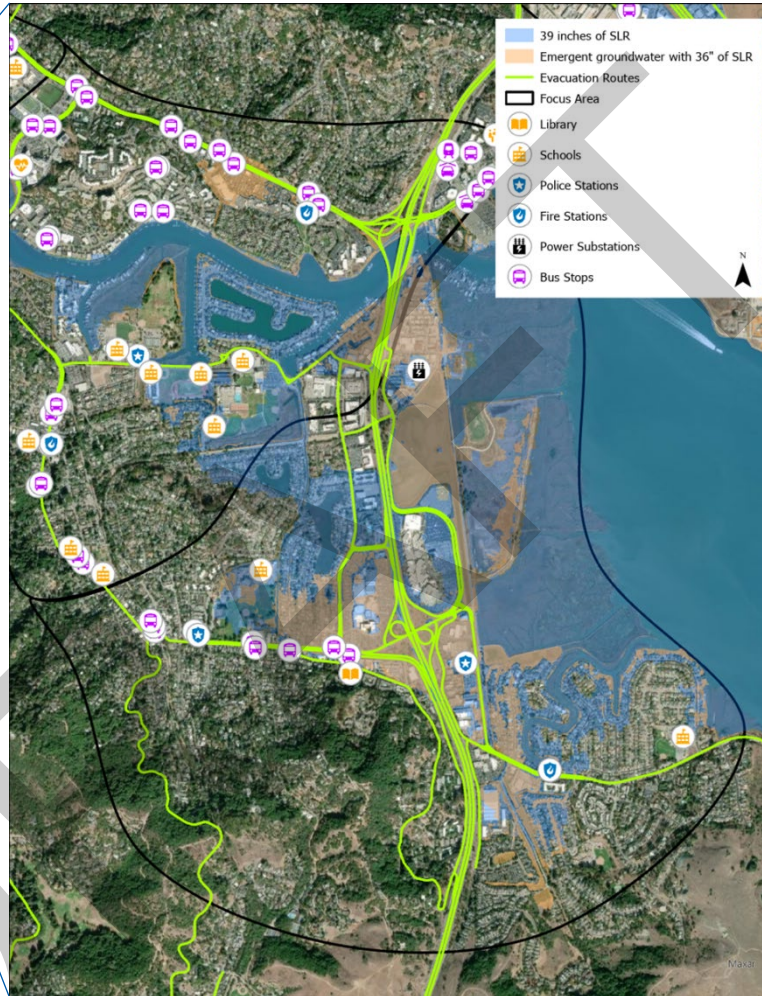 39 inches of SLR
Emergent groundwater with 36" of SLR
Evacuation Routes
Focus Area
Library
Schools
Police Stations
Fire Stations
Power Substations
Bus Stops
N
Maxar